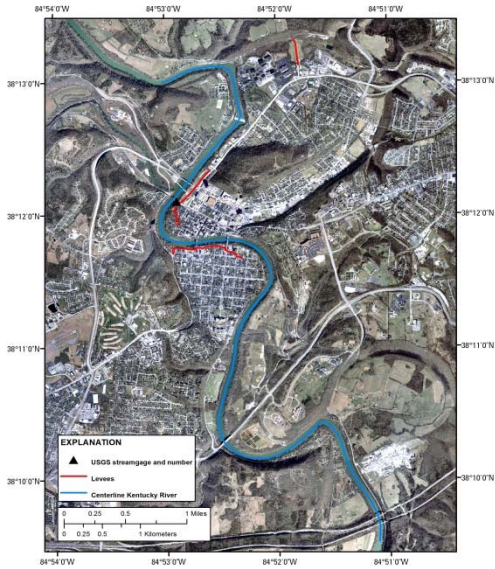 84°54'0"W 84°53'0"W 84°52'0"W 84°51'0"W
38°13'0"N 38°13'0"N
38°12'0"N 38°12'0"N
38°11'0"N 38°11'0"N
38°10'0"N 38°10'0"N
EXPLANATION
USGS streamgage and number
Levees
Centerline Kentucky River
0 0.25 0.5 1 Miles
0 0.25 0.5 1 Kilometers
84°54'0"W 84°53'0"W 84°52'0"W 84°51'0"W